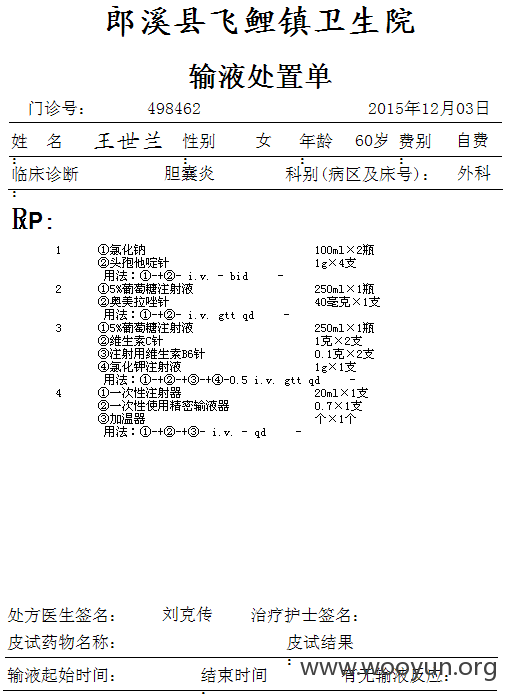 郎溪县飞鲤镇卫生院
输液处置单
门诊号： 498462 2015年12月03日
姓 名 王世兰 性别 女 年龄 60岁 费别 自费
临床诊断 胆囊炎 科别(病区及床号)： 外科
RP：
1 ①氯化钠 100ml×2瓶
②头孢他啶针 1g×4支
用法：①-+②- i.v. - bid -
2 ①5%葡萄糖注射液 250ml×1瓶
②奥美拉唑针 40毫克×1支
用法：①-+②- i.v. gtt qd -
3 ①5%葡萄糖注射液 250ml×1瓶
②维生素C针 1克×2支
③注射用维生素B6针 0.1克×2支
④氯化钾注射液 1g×1支
用法：①-+②-+③-+④-0.5 i.v. gtt qd -
4 ①一次性注射器 20ml×1支
②一次性使用精密输液器 0.7×1支
③加温器 个×1个
用法：①-+②-+③- i.v. - qd -
处方医生签名： 刘克传 治疗护士签名：
皮试药物名称： 皮试结果：
输液起始时间： 结束时间： 有无输液反应：
www.wooyun.org